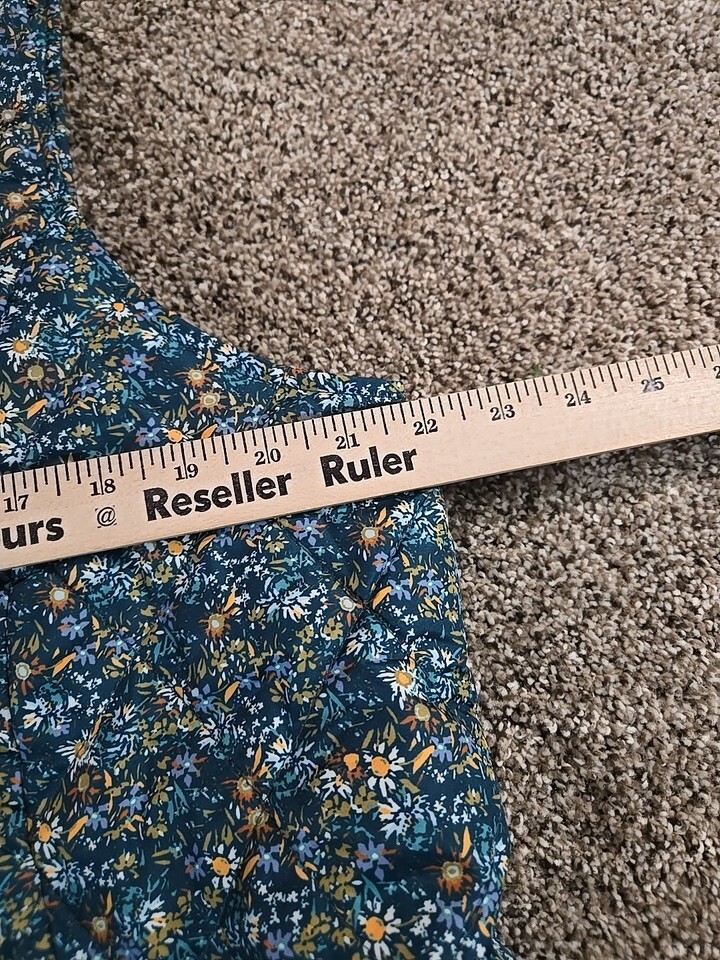 17 18 19 20 21 22 23 24 25
urs @ Reseller Ruler